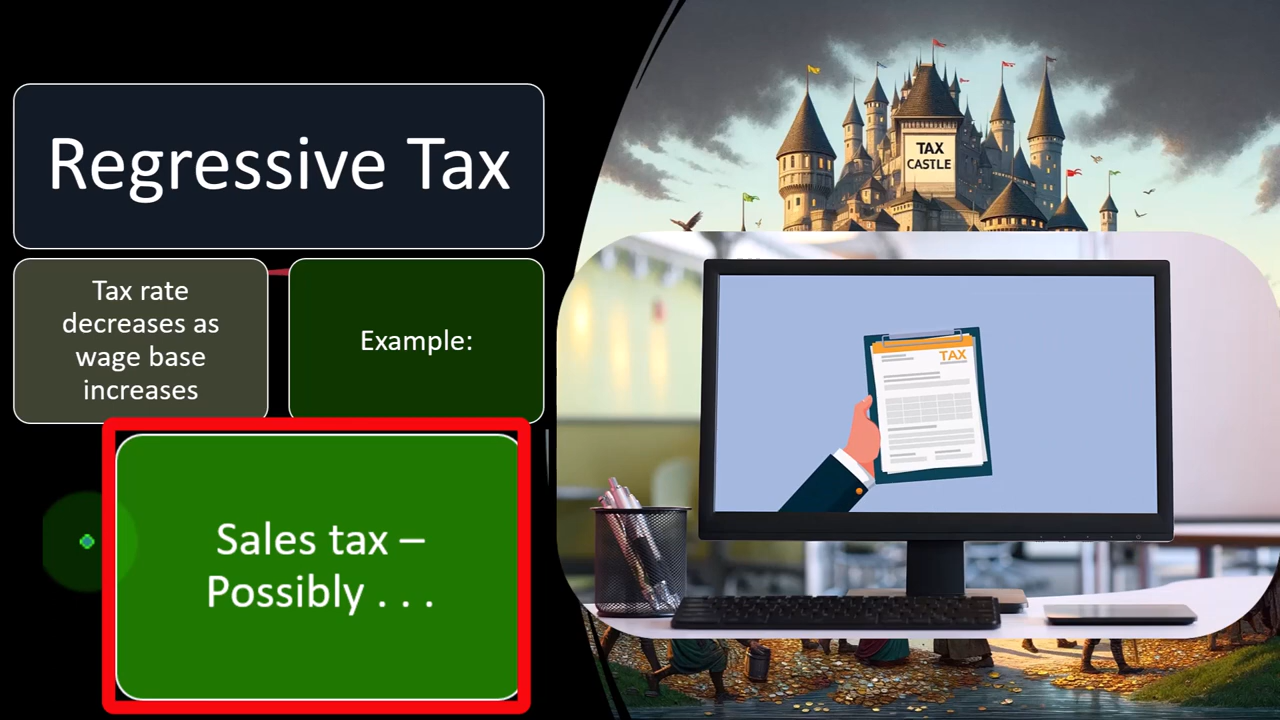 Regressive Tax
Tax rate
decreases as
wage base
increases
Example:
Sales tax –
Possibly . . .
TAX
CASTLE
TAX